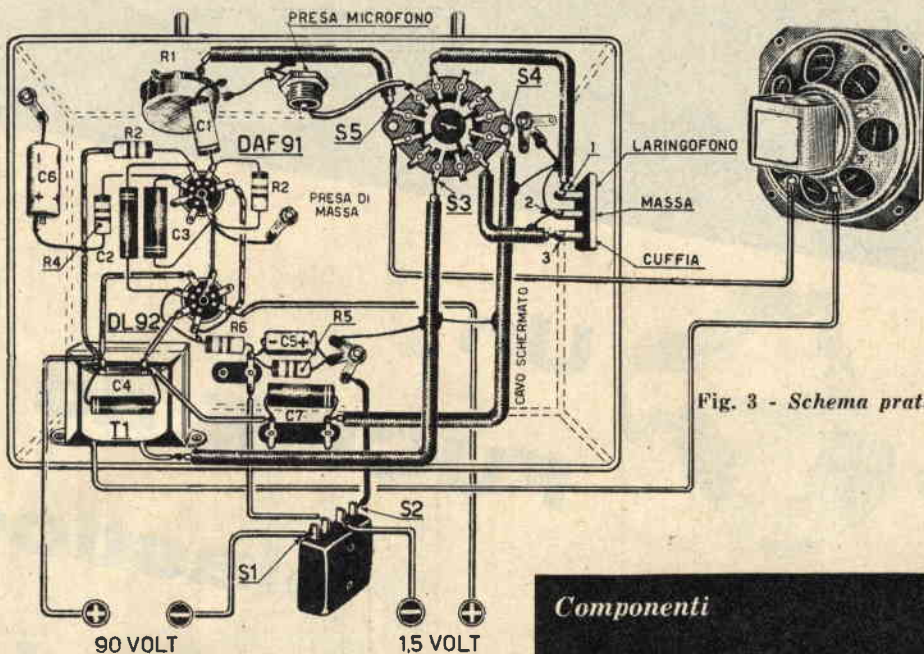 PRESA MICROFONO
R1
C1
S5
S4
DAF91
R2
C6
R2
PRESA DI
MASSA
S3
1
2
3
LARINGOFONO
MASSA
CUFFIA
R4
C2
C3
DL92
R6
C5+
R5
CAVO SCHERMATO
C4
T1
C7
Fig. 3 - Schema prat
S1
S2
+
-
-
+
90 VOLT
1,5 VOLT
Componenti